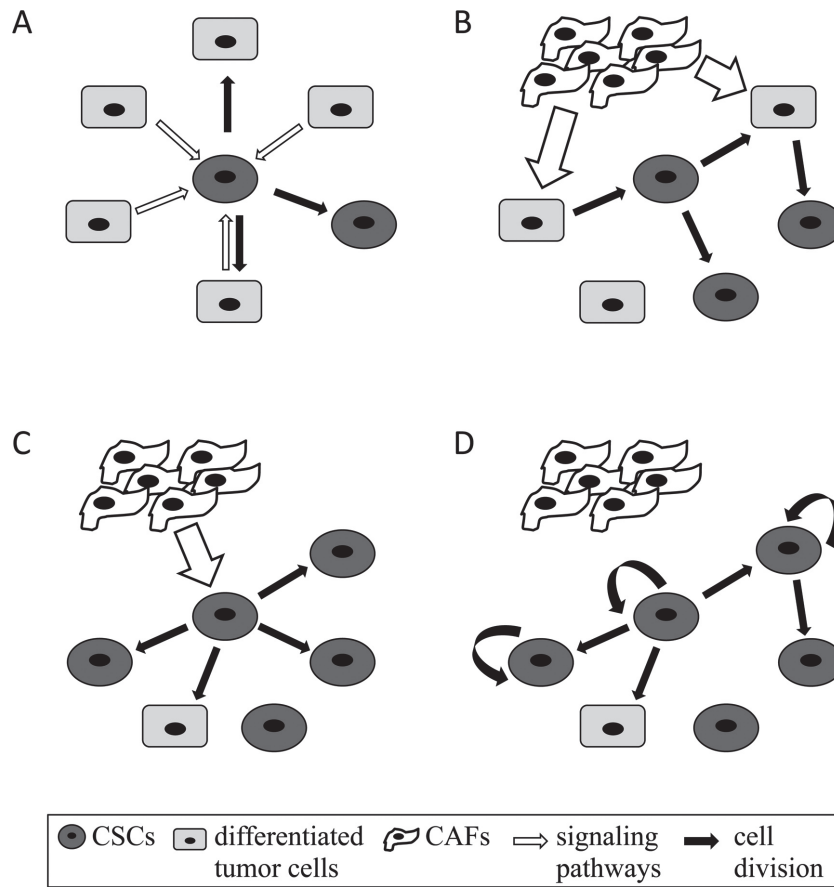 A
B
C
D
CSCs
differentiated
tumor cells
CAFs
signaling
pathways
cell
division